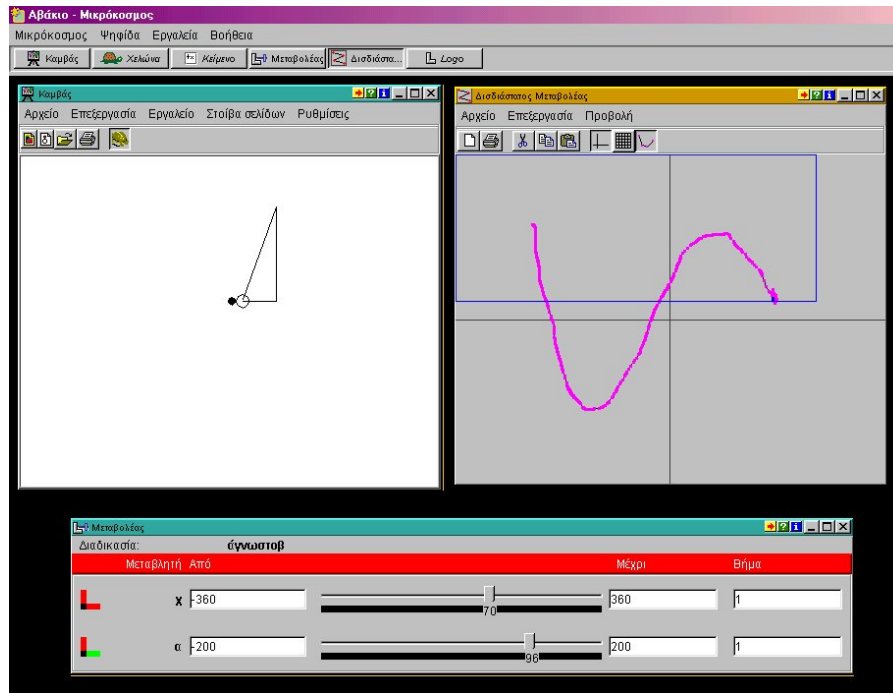 Αβάκιο - Μικρόκοσμος
Μικρόκοσμος Ψηφίδα Εργαλεία Βοήθεια
Καμβάς Χελώνα Κείμενο Μεταβολέας Δισδιάστα... Logo
Καμβάς
Αρχείο Επεξεργασία Εργαλείο Στοίβα σελίδων Ρυθμίσεις
Δισδιάστατος Μεταβολέας
Αρχείο Επεξεργασία Προβολή
Μεταβολέας
Διαδικασία: άγνωστοβ
Μεταβλητή Από Μέχρι Βήμα
χ -360 70 360 1
α -200 96 200 1